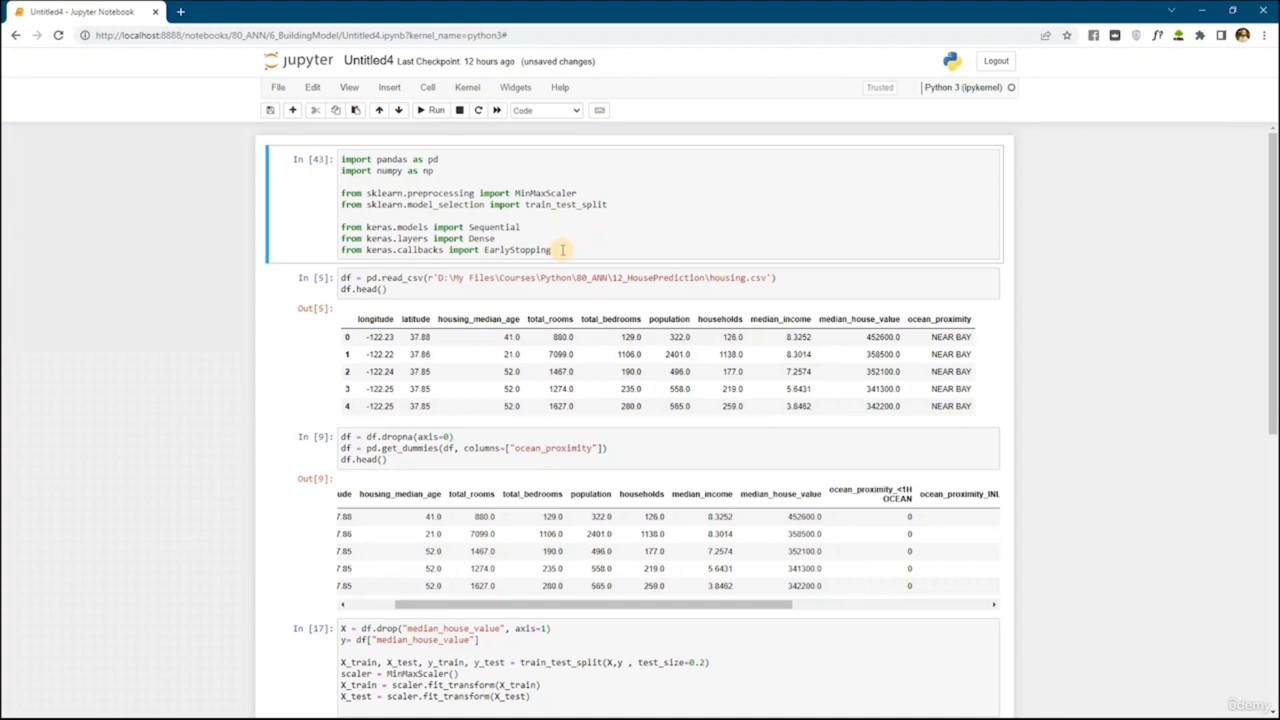 Untitled4 - Jupyter Notebook
http://localhost:8888/notebooks/80_ANN/6_BuildingModel/Untitled4.ipynb?kernel_name=python3#
jupyter Untitled4 Last Checkpoint: 12 hours ago (unsaved changes) Logout
File Edit View Insert Cell Kernel Widgets Help Trusted Python 3 (ipykernel)
Run Code
In [43]: import pandas as pd
import numpy as np
from sklearn.preprocessing import MinMaxScaler
from sklearn.model_selection import train_test_split
from keras.models import Sequential
from keras.layers import Dense
from keras.callbacks import EarlyStopping
In [5]: df = pd.read_csv(r'D:\My Files\Courses\Python\80_ANN\12_HousePrediction\housing.csv')
df.head()
Out[5]:
longitude latitude housing_median_age total_rooms total_bedrooms population households median_income median_house_value ocean_proximity
0 -122.23 37.88 41.0 880.0 129.0 322.0 126.0 8.3252 452600.0 NEAR BAY
1 -122.22 37.86 21.0 7099.0 1106.0 2401.0 1138.0 8.3014 358500.0 NEAR BAY
2 -122.24 37.85 52.0 1467.0 190.0 496.0 177.0 7.2574 352100.0 NEAR BAY
3 -122.25 37.85 52.0 1274.0 235.0 558.0 219.0 5.6431 341300.0 NEAR BAY
4 -122.25 37.85 52.0 1627.0 280.0 565.0 259.0 3.8462 342200.0 NEAR BAY
In [9]: df = df.dropna(axis=0)
df = pd.get_dummies(df, columns=["ocean_proximity"])
df.head()
Out[9]:
ude housing_median_age total_rooms total_bedrooms population households median_income median_house_value ocean_proximity_<1H OCEAN ocean_proximity_INL
7.88 41.0 880.0 129.0 322.0 126.0 8.3252 452600.0 0
7.86 21.0 7099.0 1106.0 2401.0 1138.0 8.3014 358500.0 0
7.85 52.0 1467.0 190.0 496.0 177.0 7.2574 352100.0 0
7.85 52.0 1274.0 235.0 558.0 219.0 5.6431 341300.0 0
7.85 52.0 1627.0 280.0 565.0 259.0 3.8462 342200.0 0
In [17]: X = df.drop("median_house_value", axis=1)
y= df["median_house_value"]
X_train, X_test, y_train, y_test = train_test_split(X,y , test_size=0.2)
scaler = MinMaxScaler()
X_train = scaler.fit_transform(X_train)
X_test = scaler.fit_transform(X_test)
ûdemy